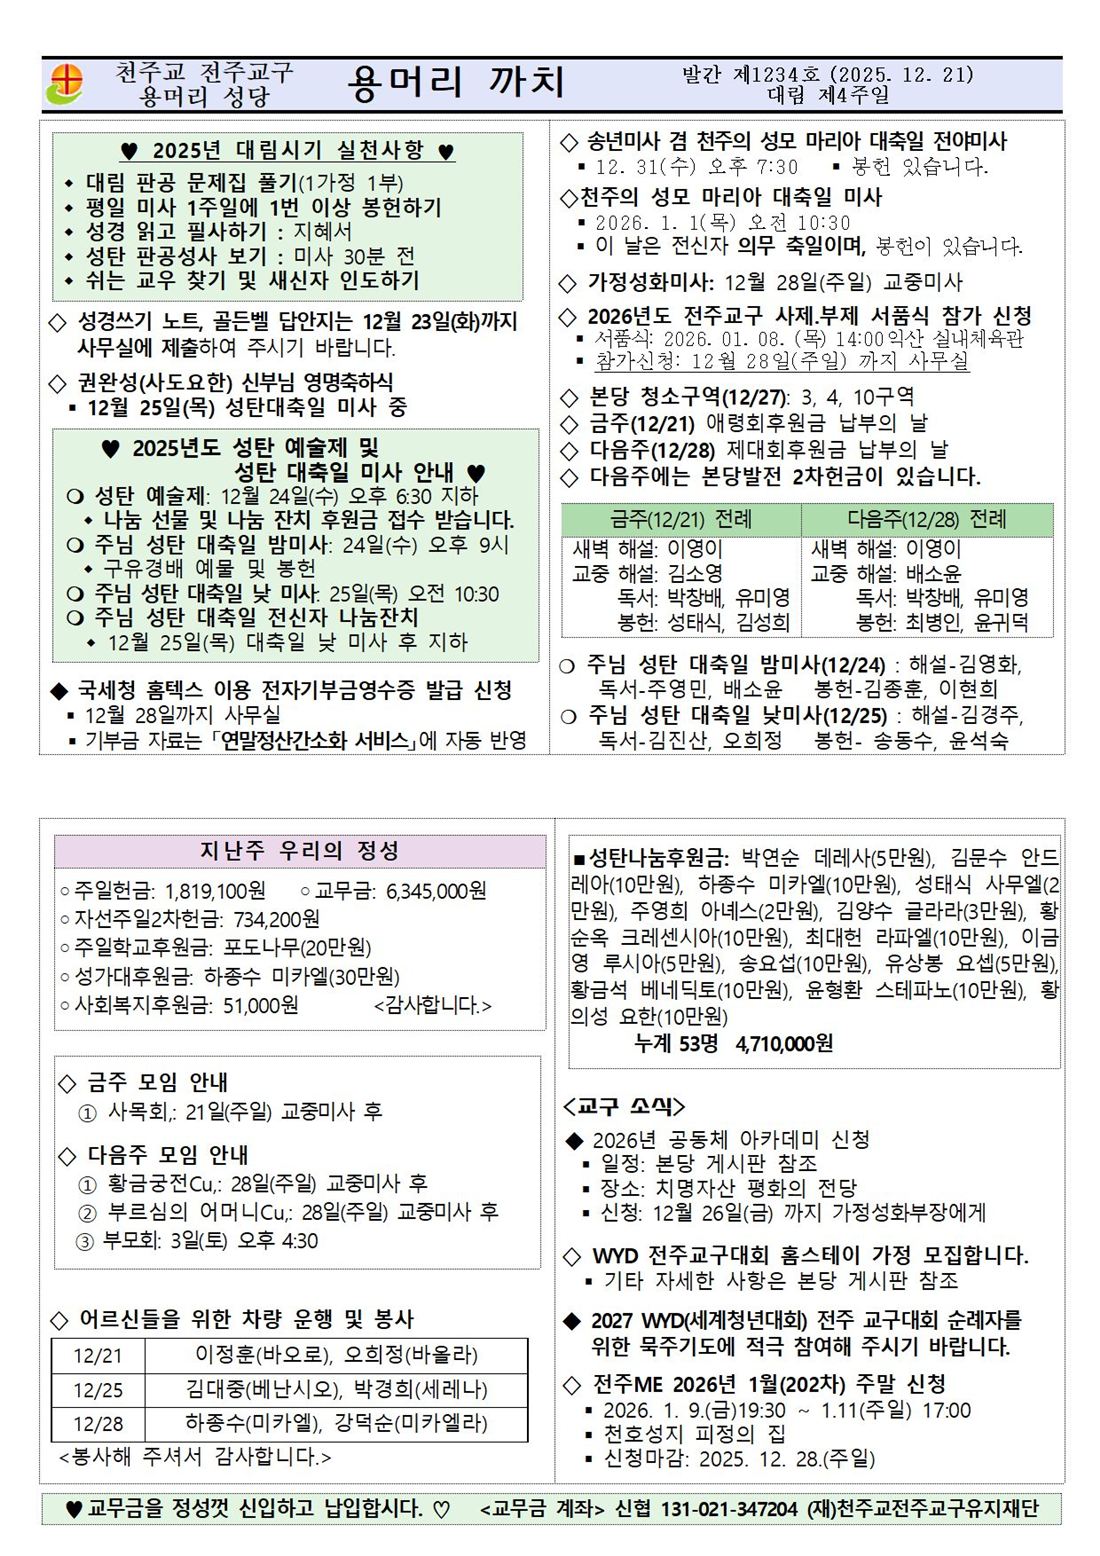 천주교 전주교구
용머리 성당
용머리 까치
발간 제1234호 (2025. 12. 21)
대림 제4주일
♥ 2025년 대림시기 실천사항 ♥
◆ 대림 판공 문제집 풀기(1가정 1부)
◆ 평일 미사 1주일에 1번 이상 봉헌하기
◆ 성경 읽고 필사하기 : 지혜서
◆ 성탄 판공성사 보기 : 미사 30분 전
◆ 쉬는 교우 찾기 및 새신자 인도하기
◇ 성경쓰기 노트, 골든벨 답안지는 12월 23일(화)까지
사무실에 제출하여 주시기 바랍니다.
◇ 권완성(사도요한) 신부님 영명축하식
▪ 12월 25일(목) 성탄대축일 미사 중
♥ 2025년도 성탄 예술제 및
성탄 대축일 미사 안내 ♥
❍ 성탄 예술제: 12월 24일(수) 오후 6:30 지하
◆ 나눔 선물 및 나눔 잔치 후원금 접수 받습니다.
❍ 주님 성탄 대축일 밤미사: 24일(수) 오후 9시
◆ 구유경배 예물 및 봉헌
❍ 주님 성탄 대축일 낮 미사: 25일(목) 오전 10:30
❍ 주님 성탄 대축일 전신자 나눔잔치
◆ 12월 25일(목) 대축일 낮 미사 후 지하
◆ 국세청 홈텍스 이용 전자기부금영수증 발급 신청
▪ 12월 28일까지 사무실
▪ 기부금 자료는 「연말정산간소화 서비스」에 자동 반영
◇ 송년미사 겸 천주의 성모 마리아 대축일 전야미사
▪ 12. 31(수) 오후 7:30 ▪ 봉헌 있습니다.
◇천주의 성모 마리아 대축일 미사
▪ 2026. 1. 1(목) 오전 10:30
▪ 이 날은 전신자 의무 축일이며, 봉헌이 있습니다.
◇ 가정성화미사: 12월 28일(주일) 교중미사
◇ 2026년도 전주교구 사제.부제 서품식 참가 신청
▪ 서품식: 2026. 01. 08. (목) 14:00익산 실내체육관
▪ 참가신청: 12월 28일(주일) 까지 사무실
◇ 본당 청소구역(12/27): 3, 4, 10구역
◇ 금주(12/21) 애령회후원금 납부의 날
◇ 다음주(12/28) 제대회후원금 납부의 날
◇ 다음주에는 본당발전 2차헌금이 있습니다.
금주(12/21) 전례 다음주(12/28) 전례
새벽 해설: 이영이 새벽 해설: 이영이
교중 해설: 김소영 교중 해설: 배소윤
독서: 박창배, 유미영 독서: 박창배, 유미영
봉헌: 성태식, 김성희 봉헌: 최병인, 윤귀덕
❍ 주님 성탄 대축일 밤미사(12/24) : 해설-김영화,
독서-주영민, 배소윤 봉헌-김종훈, 이현희
❍ 주님 성탄 대축일 낮미사(12/25) : 해설-김경주,
독서-김진산, 오희정 봉헌- 송동수, 윤석숙
지난주 우리의 정성
○ 주일헌금: 1,819,100원 ○ 교무금: 6,345,000원
○ 자선주일2차헌금: 734,200원
○ 주일학교후원금: 포도나무(20만원)
○ 성가대후원금: 하종수 미카엘(30만원)
○ 사회복지후원금: 51,000원 <감사합니다.>
◇ 금주 모임 안내
① 사목회,: 21일(주일) 교중미사 후
◇ 다음주 모임 안내
① 황금궁전Cu,: 28일(주일) 교중미사 후
② 부르심의 어머니Cu,: 28일(주일) 교중미사 후
③ 부모회: 3일(토) 오후 4:30
◇ 어르신들을 위한 차량 운행 및 봉사
12/21 이정훈(바오로), 오희정(바올라)
12/25 김대중(베난시오), 박경희(세레나)
12/28 하종수(미카엘), 강덕순(미카엘라)
<봉사해 주셔서 감사합니다.>
■성탄나눔후원금: 박연순 데레사(5만원), 김문수 안드
레아(10만원), 하종수 미카엘(10만원), 성태식 사무엘(2
만원), 주영희 아녜스(2만원), 김양수 글라라(3만원), 황
순옥 크레센시아(10만원), 최대헌 라파엘(10만원), 이금
영 루시아(5만원), 송요섭(10만원), 유상봉 요셉(5만원),
황금석 베네딕토(10만원), 윤형환 스테파노(10만원), 황
의성 요한(10만원)
누계 53명 4,710,000원
<교구 소식>
◆ 2026년 공동체 아카데미 신청
▪ 일정: 본당 게시판 참조
▪ 장소: 치명자산 평화의 전당
▪ 신청: 12월 26일(금) 까지 가정성화부장에게
◇ WYD 전주교구대회 홈스테이 가정 모집합니다.
▪ 기타 자세한 사항은 본당 게시판 참조
◆ 2027 WYD(세계청년대회) 전주 교구대회 순례자를
위한 묵주기도에 적극 참여해 주시기 바랍니다.
◇ 전주ME 2026년 1월(202차) 주말 신청
▪ 2026. 1. 9.(금)19:30 ~ 1.11(주일) 17:00
▪ 천호성지 피정의 집
▪ 신청마감: 2025. 12. 28.(주일)
♥ 교무금을 정성껏 신입하고 납입합시다. ♡ <교무금 계좌> 신협 131-021-347204 (재)천주교전주교구유지재단